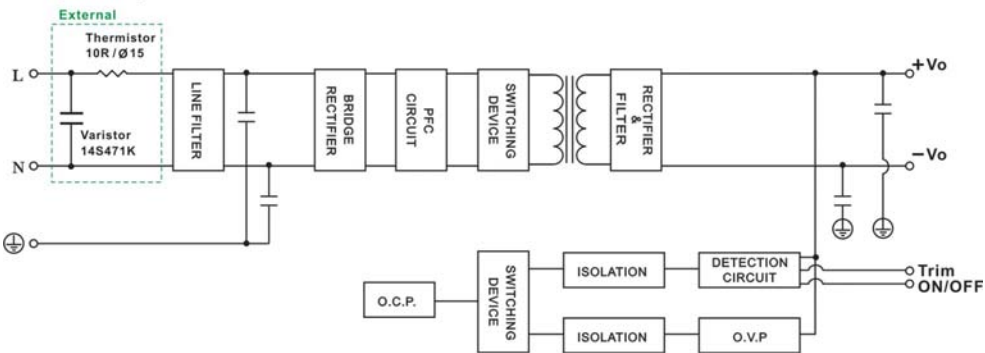 External
Thermistor
10R/Ø15
L
Varistor
14S471K
N
LINE FILTER
BRIDGE
RECTIFIER
PFC
CIRCUIT
SWITCHING
DEVICE
RECTIFIER
&
FILTER
+Vo
−Vo
O.C.P.
SWITCHING
DEVICE
ISOLATION
DETECTION
CIRCUIT
Trim
ON/OFF
ISOLATION
O.V.P